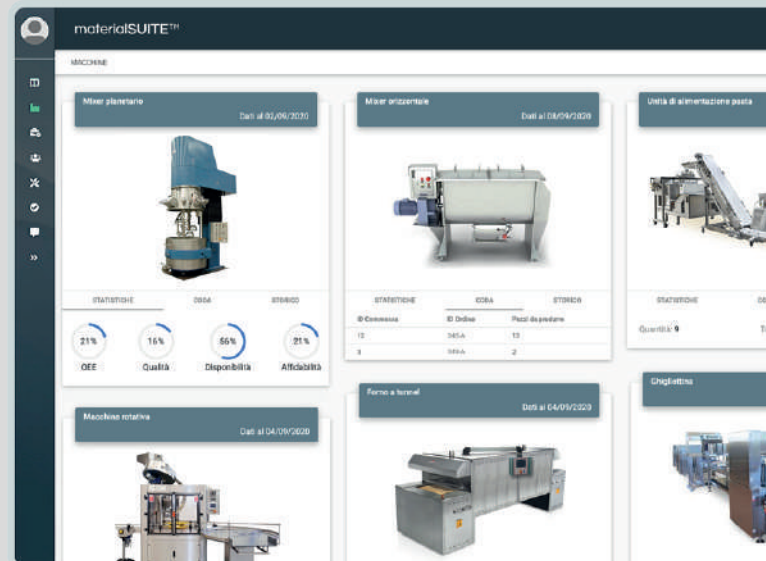 materialSUITE™
MACCHINE
Mixer planetario
Dati al 02/09/2020
STATISTICHE
CODA
STORICO
21%
16%
56%
21%
OEE
Qualità
Disponibilità
Affidabilità
Mixer orizzontale
Dati al 08/09/2020
STATISTICHE
CODA
STORICO
ID Commessa
ID Ordine
Pezzi da produrre
13
2
Unità di alimentazione pasta
STATISTICHE
Quantità: 9
Macchina rotativa
Dati al 04/09/2020
Forno a tunnel
Dati al 04/09/2020
Ghigliottina